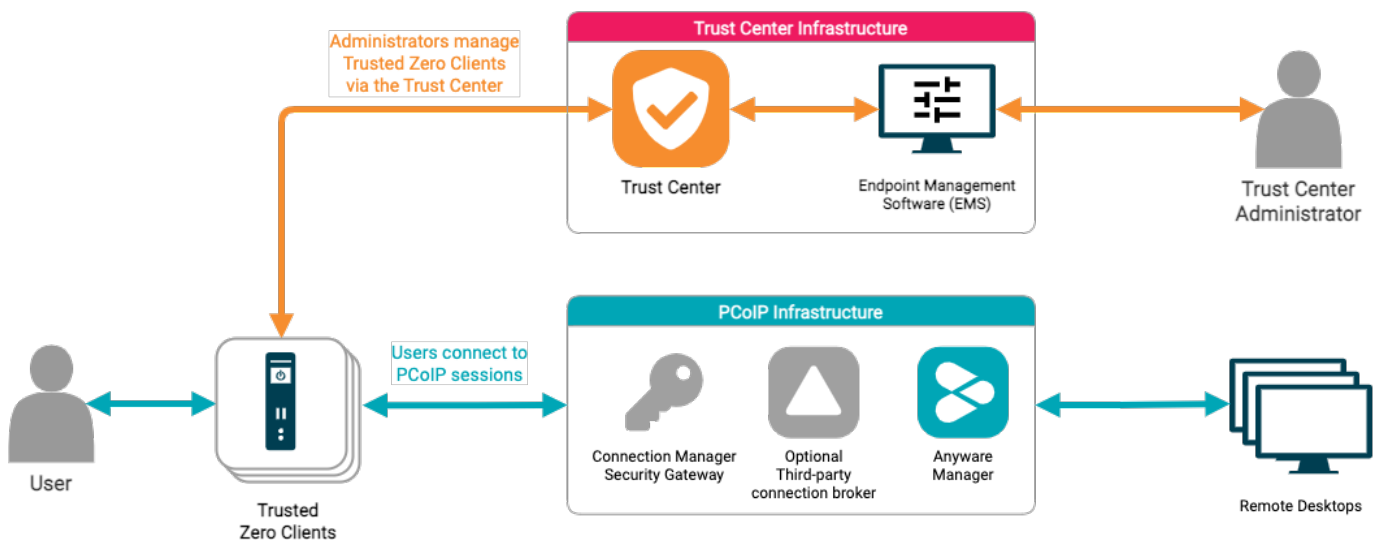 Trust Center Infrastructure
Administrators manage
Trusted Zero Clients
via the Trust Center
Trust Center
Endpoint Management
Software (EMS)
Trust Center
Administrator
PCoIP Infrastructure
Users connect to
PCoIP sessions
Connection Manager
Security Gateway
Optional
Third-party
connection broker
Anyware
Manager
User
Trusted
Zero Clients
Remote Desktops